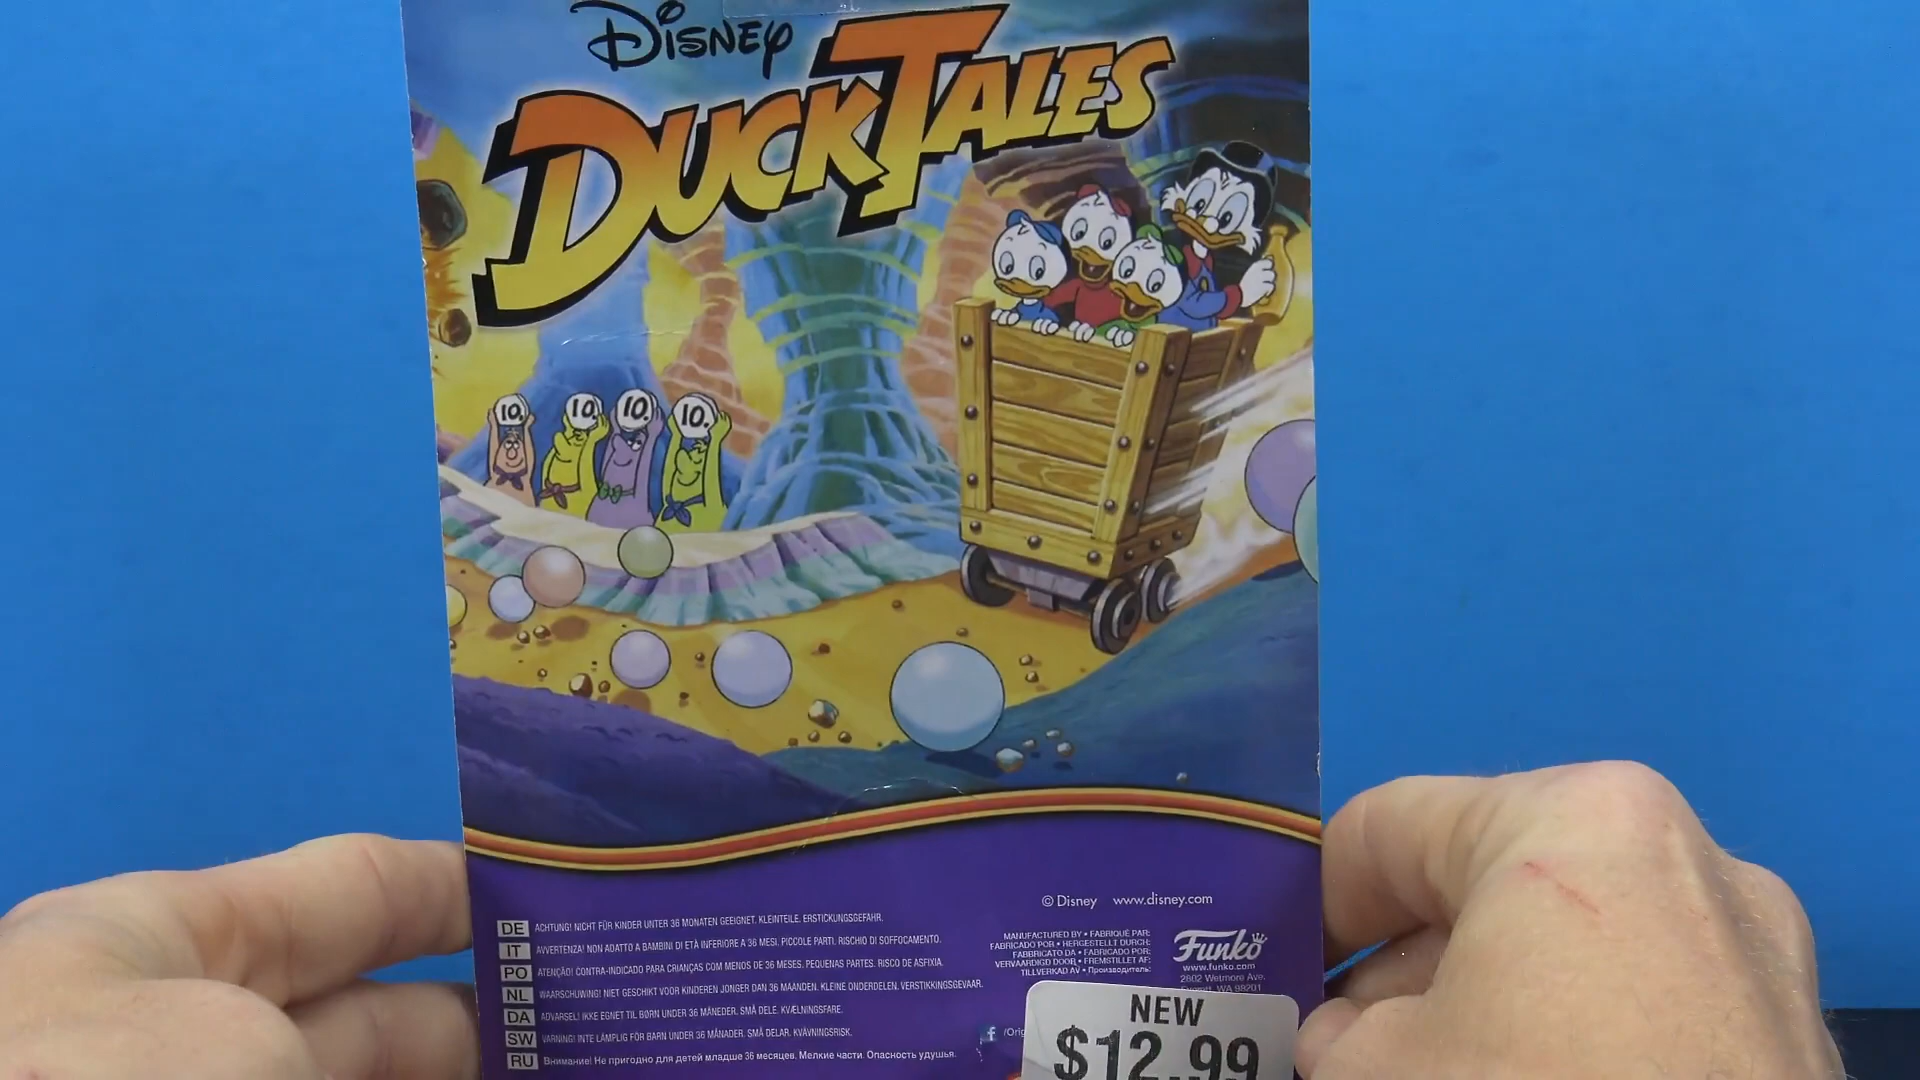 Disney
DUCKTALES
10. 10. 10. 10.
© Disney www.disney.com
DE ACHTUNG! NICHT FÜR KINDER UNTER 36 MONATEN GEEIGNET. KLEINTEILE. ERSTICKUNGSGEFAHR.
IT AVVERTENZA! NON ADATTO A BAMBINI DI ETÀ INFERIORE A 36 MESI. PICCOLE PARTI. RISCHIO DI SOFFOCAMENTO.
PO ATENÇÃO! CONTRA-INDICADO PARA CRIANÇAS COM MENOS DE 36 MESES. PEQUENAS PARTES. RISCO DE ASFIXIA.
NL WAARSCHUWING! NIET GESCHIKT VOOR KINDEREN JONGER DAN 36 MAANDEN. KLEINE ONDERDELEN. VERSTIKKINGSGEVAAR.
DA ADVARSEL! IKKE EGNET TIL BØRN UNDER 36 MÅNEDER. SMÅ DELE. KVÆLNINGSFARE.
SW VARNING! INTE LÄMPLIG FÖR BARN UNDER 36 MÅNADER. SMÅ DELAR. KVÄVNINGSRISK.
RU Внимание! Не пригодно для детей младше 36 месяцев. Мелкие части. Опасность удушья.
MANUFACTURED BY • FABRIQUÉ PAR:
FABRICADO POR • HERGESTELLT DURCH:
FABBRICATO DA • FABRICADO POR:
VERVAARDIGD DOOR • FREMSTILLET AF:
TILLVERKAD AV • Производитель:
Funko
www.funko.com
2802 Wetmore Ave.
Everett, WA 98201
f
NEW
$12.99